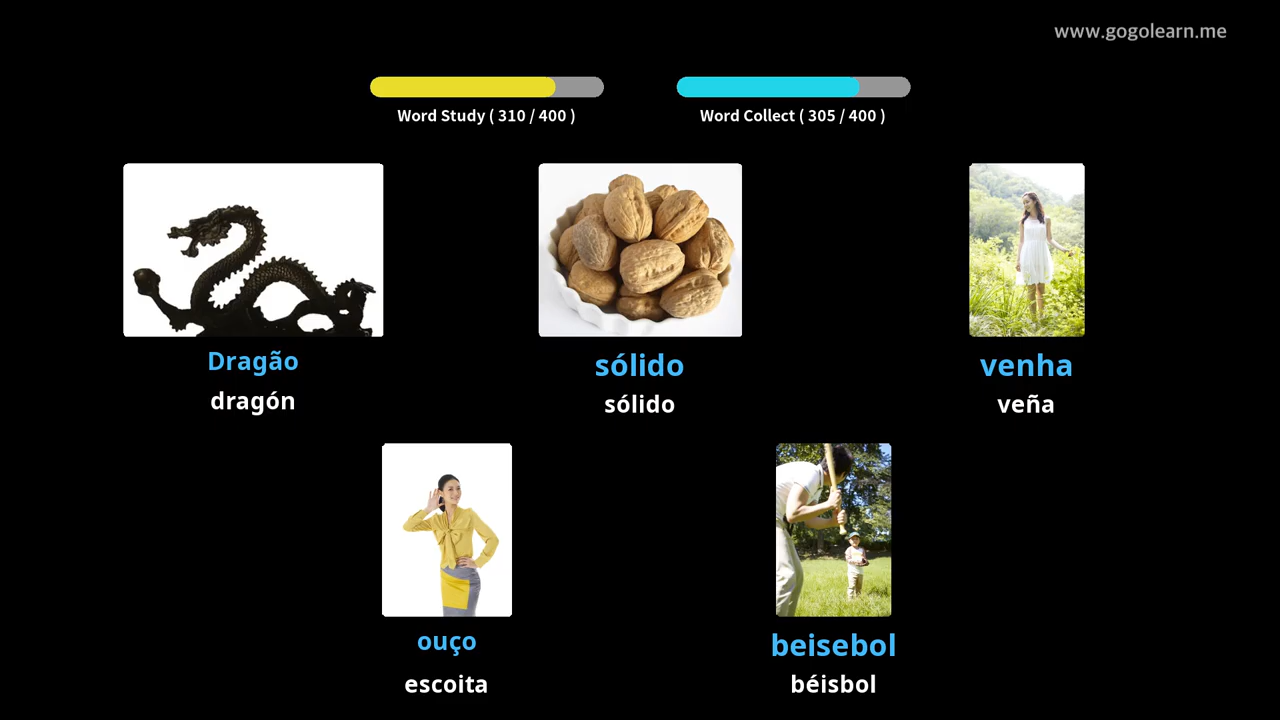 www.gogolearn.me
Word Study ( 310 / 400 )
Word Collect ( 305 / 400 )
Dragão
dragón
sólido
sólido
venha
veña
ouço
escoita
beisebol
béisbol